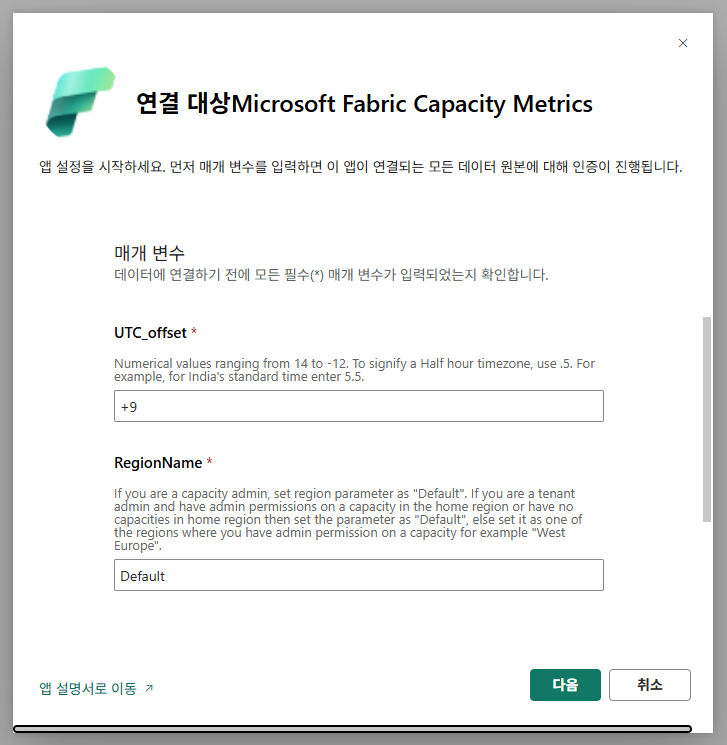 연결 대상Microsoft Fabric Capacity Metrics
앱 설정을 시작하세요. 먼저 매개 변수를 입력하면 이 앱이 연결되는 모든 데이터 원본에 대해 인증이 진행됩니다.
매개 변수
데이터에 연결하기 전에 모든 필수(*) 매개 변수가 입력되었는지 확인합니다.
UTC_offset *
Numerical values ranging from 14 to -12. To signify a Half hour timezone, use .5. For
example, for India's standard time enter 5.5.
+9
RegionName *
If you are a capacity admin, set region parameter as "Default". If you are a tenant
admin and have admin permissions on a capacity in the home region or have no
capacities in home region then set the parameter as "Default", else set it as one of
the regions where you have admin permission on a capacity for example "West
Europe".
Default
앱 설명서로 이동
다음
취소